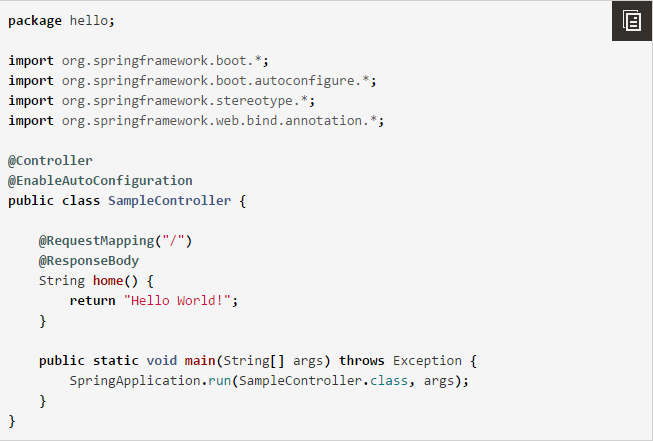 package hello;
import org.springframework.boot.*;
import org.springframework.boot.autoconfigure.*;
import org.springframework.stereotype.*;
import org.springframework.web.bind.annotation.*;
@Controller
@EnableAutoConfiguration
public class SampleController {
    @RequestMapping("/")
    @ResponseBody
    String home() {
        return "Hello World!";
    }
    public static void main(String[] args) throws Exception {
        SpringApplication.run(SampleController.class, args);
    }
}